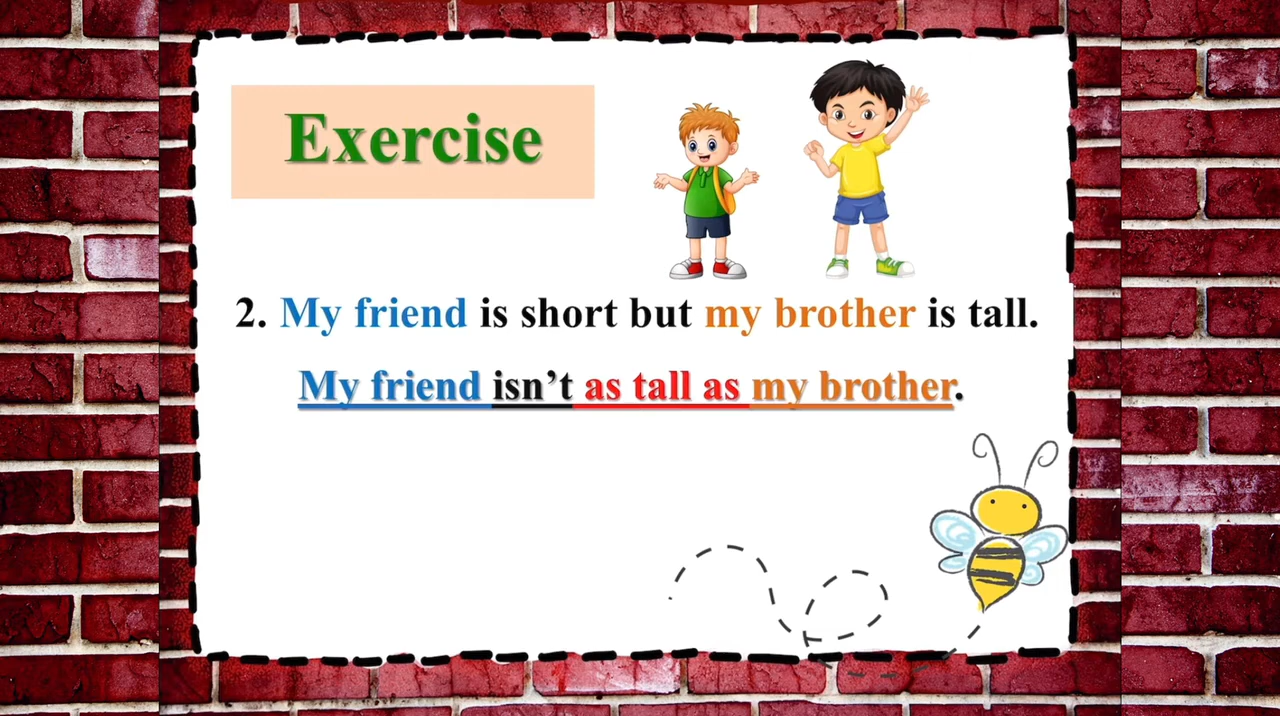 Exercise
2. My friend is short but my brother is tall.
My friend isn’t as tall as my brother.